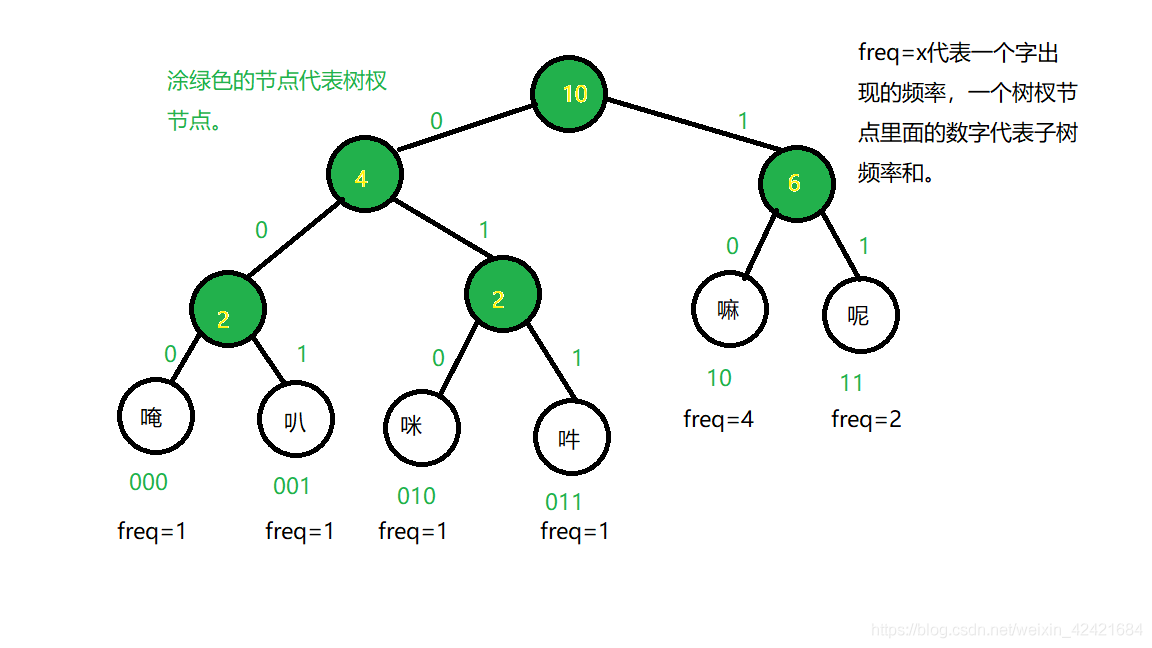 涂绿色的节点代表树杈
节点。
freq=x代表一个字出
现的频率，一个树杈节
点里面的数字代表子树
频率和。
10
0
1
4
6
0
1
0
1
2
2
嘛
呢
0
1
0
1
10
11
唵
叭
咪
吽
freq=4
freq=2
000
001
010
011
freq=1
freq=1
freq=1
freq=1
https://blog.csdn.net/weixin_42421684